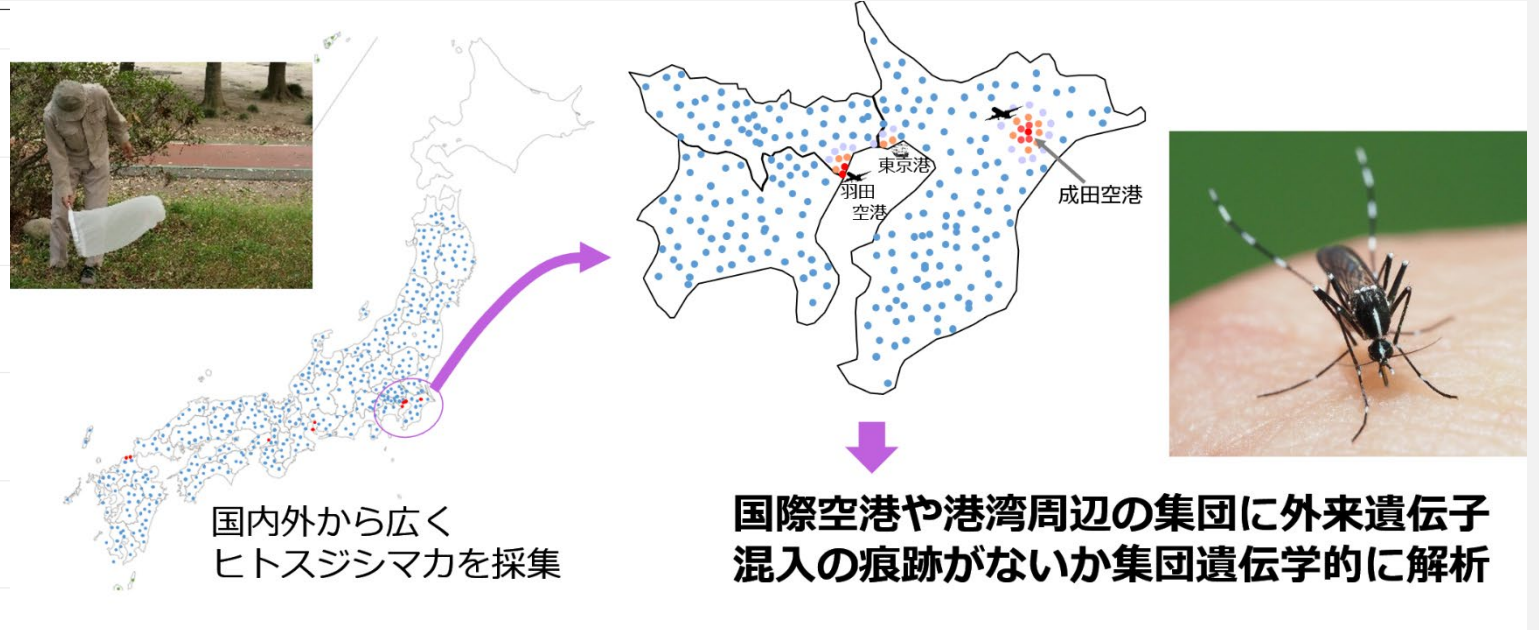 東京港
羽田
空港
成田空港
国内外から広く
ヒトスジシマカを採集
国際空港や港湾周辺の集団に外来遺伝子
混入の痕跡がないか集団遺伝学的に解析